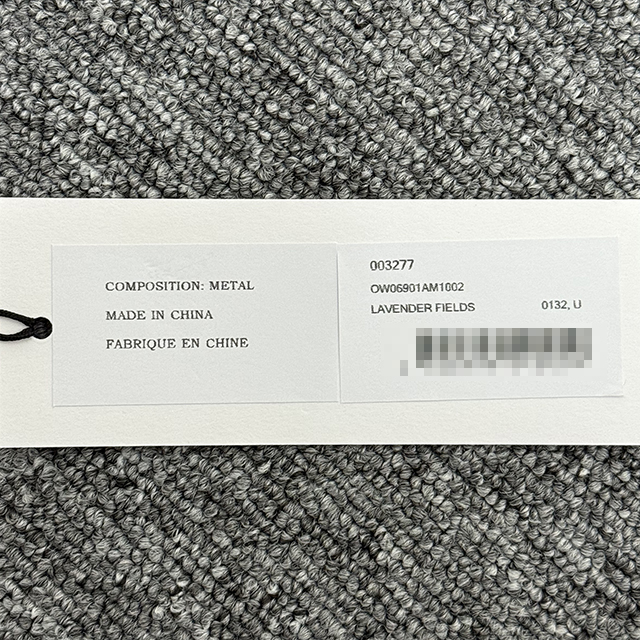 COMPOSITION: METAL
MADE IN CHINA
FABRIQUE EN CHINE
003277
OW06901AM1002
LAVENDER FIELDS 0132, U